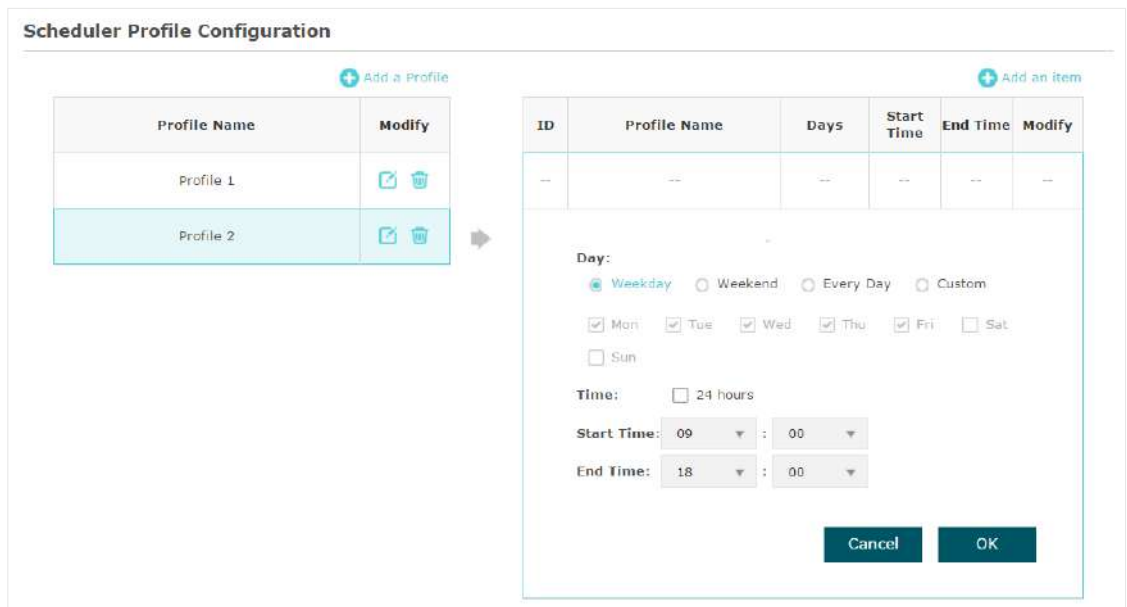 Scheduler Profile Configuration
Add a Profile
Add an item
Profile Name Modify
ID Profile Name Days Start Time End Time Modify
Profile 1
-- -- -- -- -- --
Profile 2
Day:
Weekday Weekend Every Day Custom
Mon Tue Wed Thu Fri Sat
Sun
Time: 24 hours
Start Time: 09 : 00
End Time: 18 : 00
Cancel OK